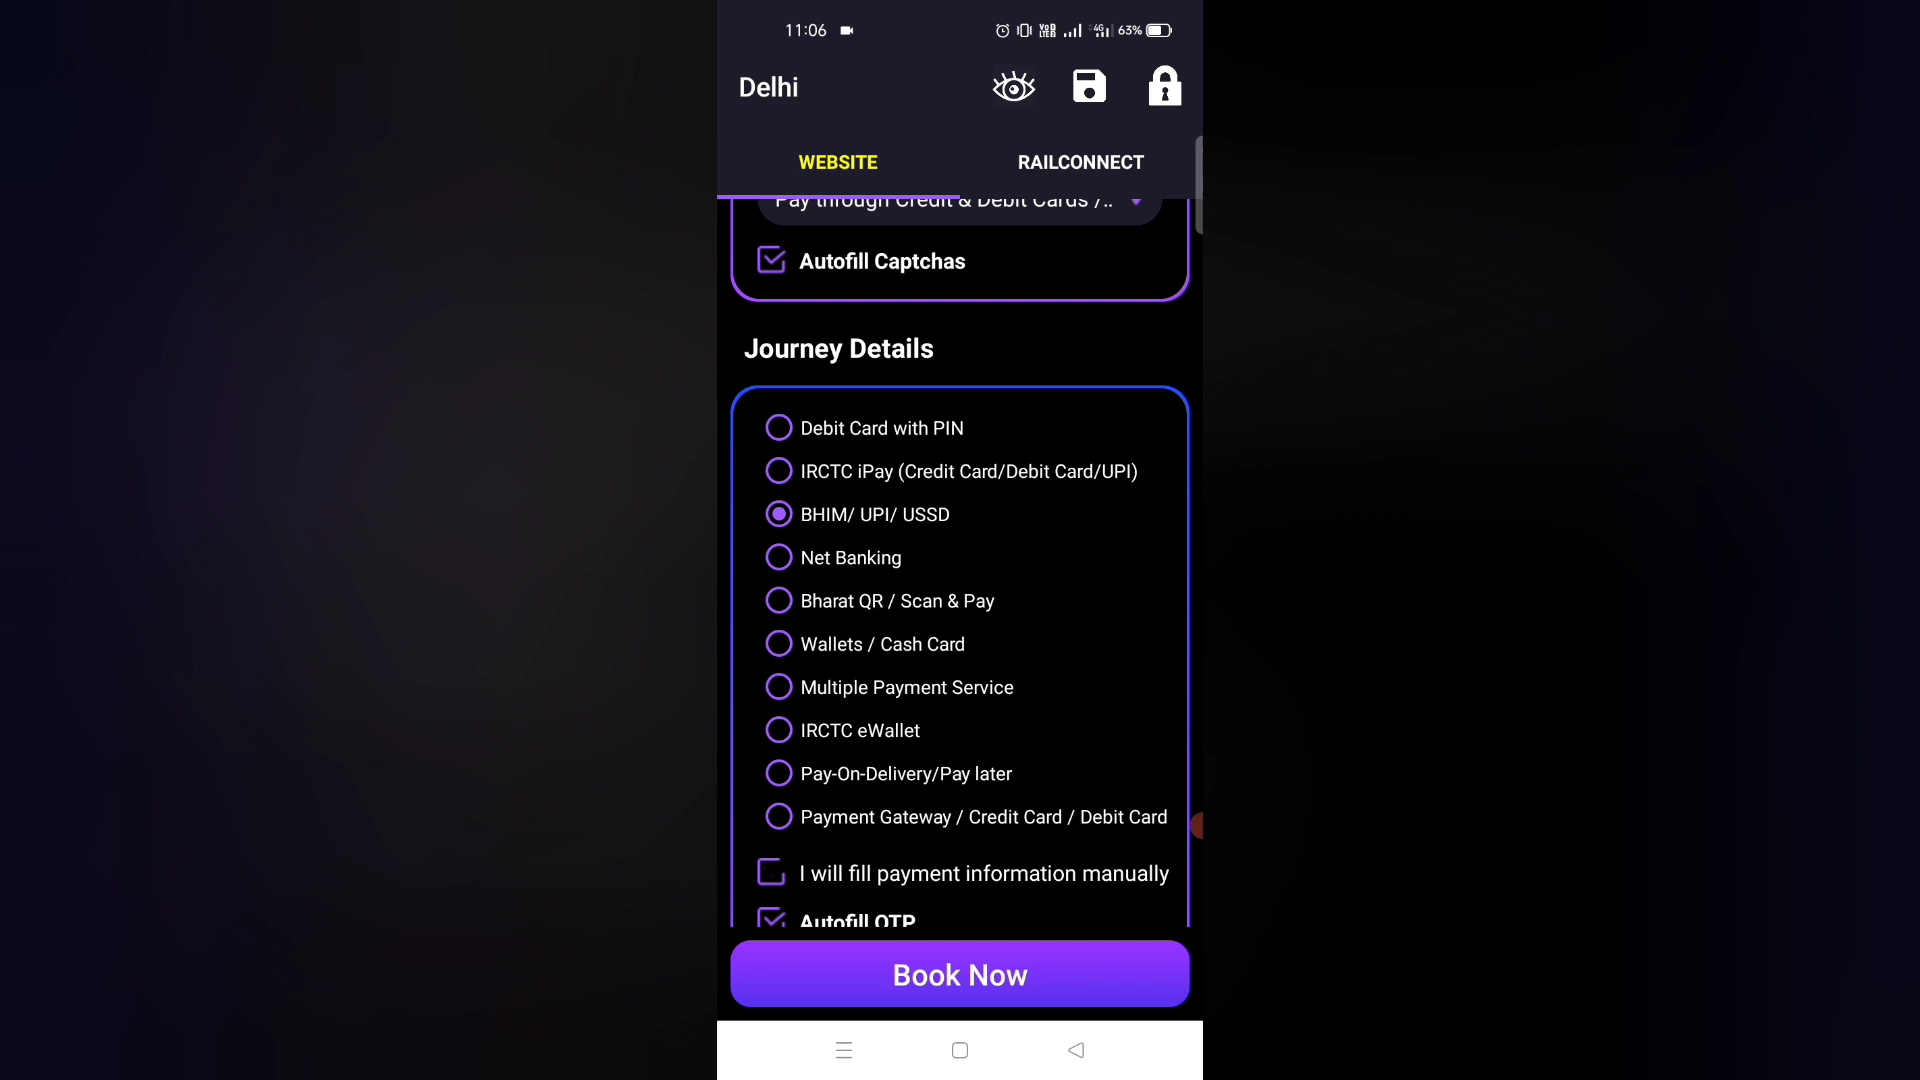 11:06 VoD LTE2 4G 63%
Delhi
WEBSITE RAILCONNECT
Pay through Credit & Debit Cards /..
Autofill Captchas
Journey Details
Debit Card with PIN
IRCTC iPay (Credit Card/Debit Card/UPI)
BHIM/ UPI/ USSD
Net Banking
Bharat QR / Scan & Pay
Wallets / Cash Card
Multiple Payment Service
IRCTC eWallet
Pay-On-Delivery/Pay later
Payment Gateway / Credit Card / Debit Card
I will fill payment information manually
Autofill OTP
Book Now